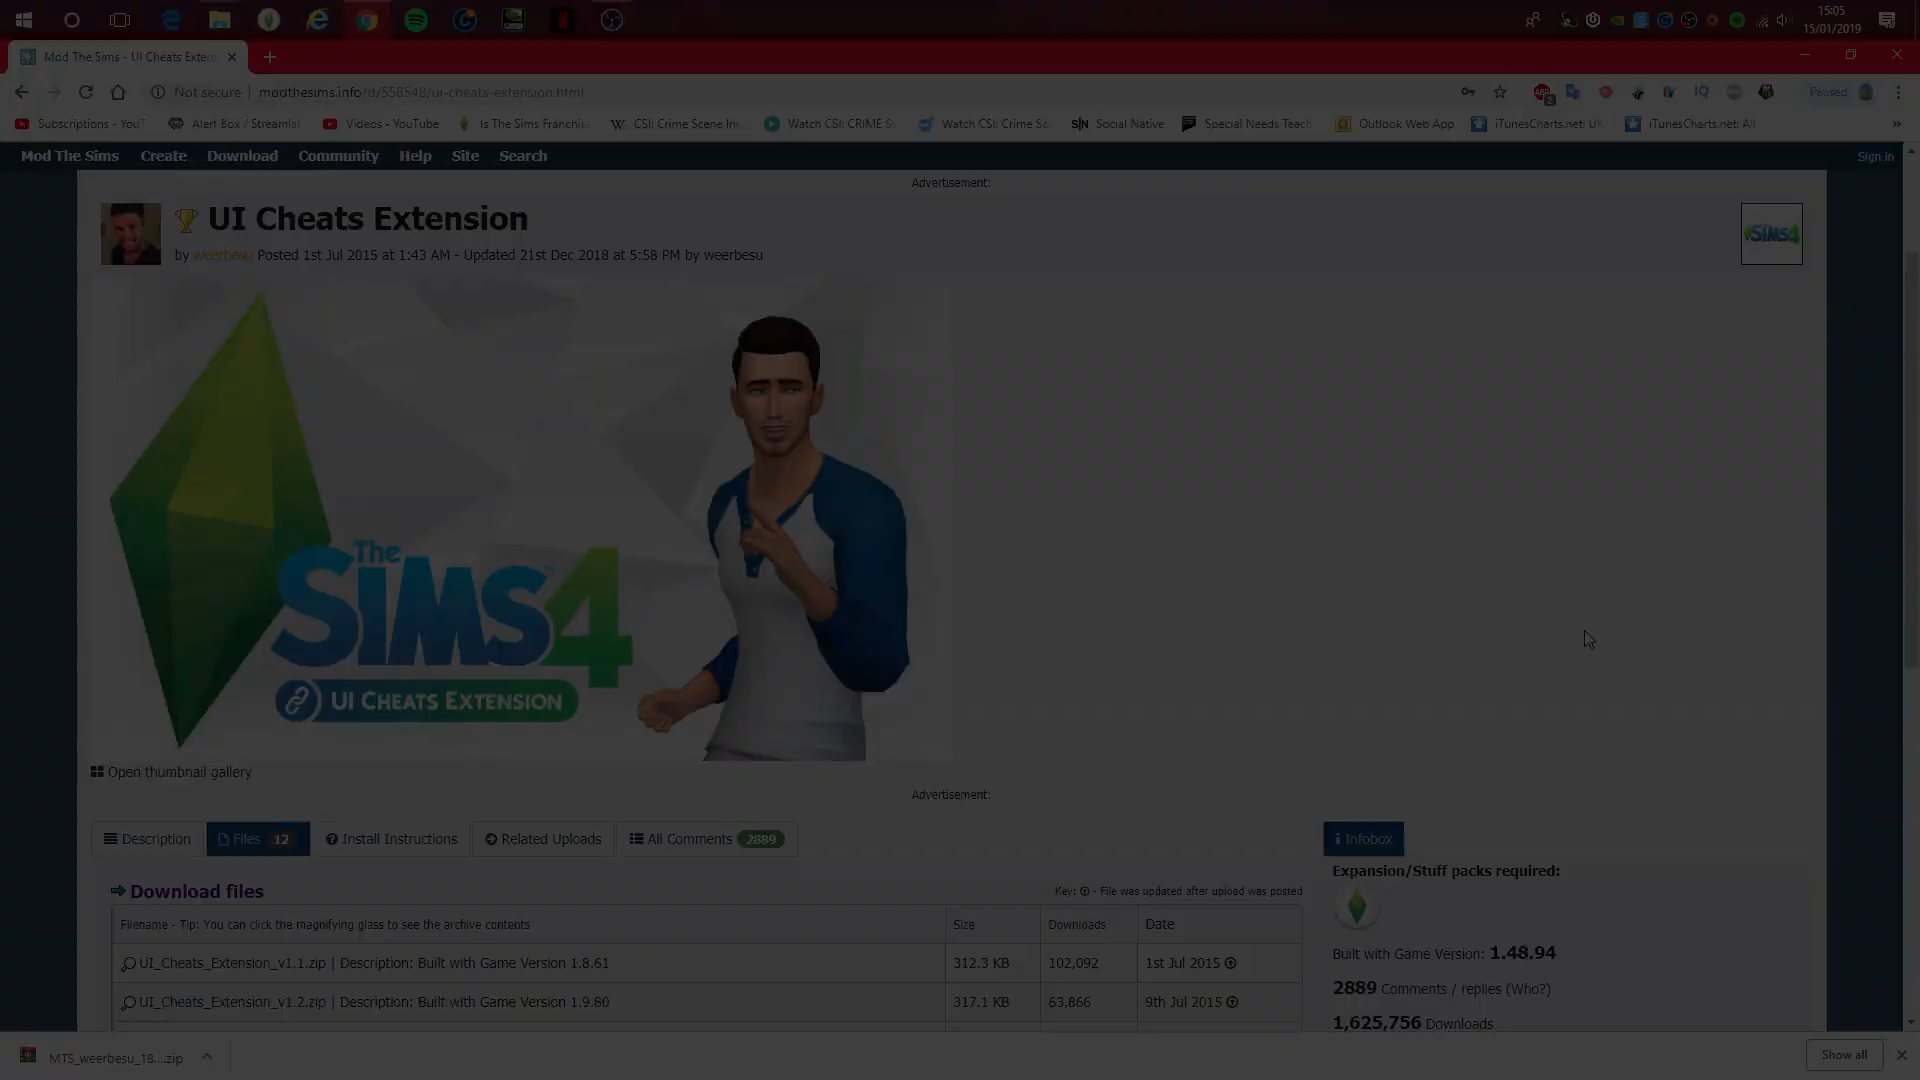 15:05
15/01/2019
Mod The Sims - UI Cheats Exten
Not secure | modthesims.info/d/558548/ui-cheats-extension.html
Paused
Subscriptions - YouT
Alert Box / Streamlal
Videos - YouTube
Is The Sims Franchis
CSI: Crime Scene In
Watch CSI: CRIME S
Watch CSI: Crime Sc
Social Native
Special Needs Teach
Outlook Web App
iTunesCharts.net: UK
iTunesCharts.net: All
Mod The Sims Create Download Community Help Site Search
Sign in
Advertisement:
UI Cheats Extension
by weerbesu Posted 1st Jul 2015 at 1:43 AM - Updated 21st Dec 2018 at 5:58 PM by weerbesu
SIMS4
The
SIMS 4
UI CHEATS EXTENSION
Open thumbnail gallery
Advertisement:
Description
Files 12
Install Instructions
Related Uploads
All Comments 2889
Infobox
Download files
Key: - File was updated after upload was posted
Filename - Tip: You can click the magnifying glass to see the archive contents Size Downloads Date
UI_Cheats_Extension_v1.1.zip | Description: Built with Game Version 1.8.61 312.3 KB 102,092 1st Jul 2015
UI_Cheats_Extension_v1.2.zip | Description: Built with Game Version 1.9.80 317.1 KB 63,866 9th Jul 2015
Expansion/Stuff packs required:
Built with Game Version: 1.48.94
2889 Comments / replies (Who?)
1,625,756 Downloads
MTS_weerbesu_18....zip
Show all